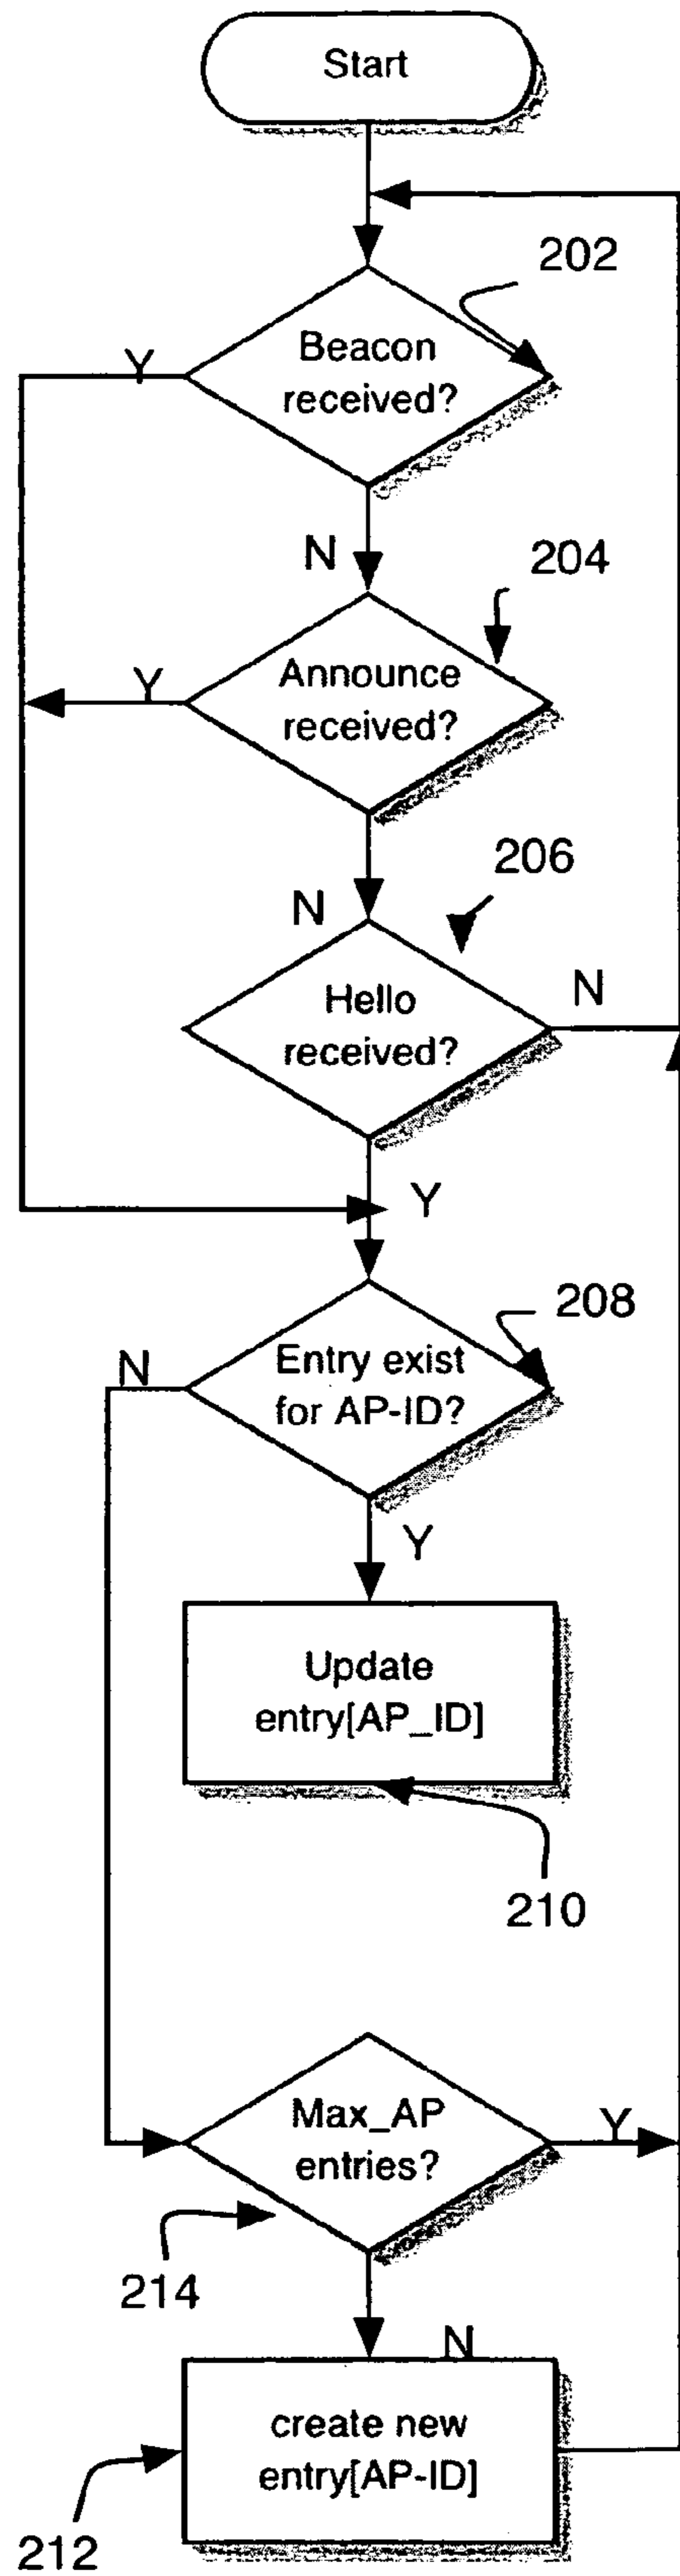 Start
202
Beacon
received?
Y
N
204
Announce
received?
Y
206
N
Hello
received?
N
Y
208
Entry exist
for AP-ID?
N
Y
Update
entry[AP_ID]
210
Max_AP
entries?
Y
214
N
create new
entry[AP-ID]
212